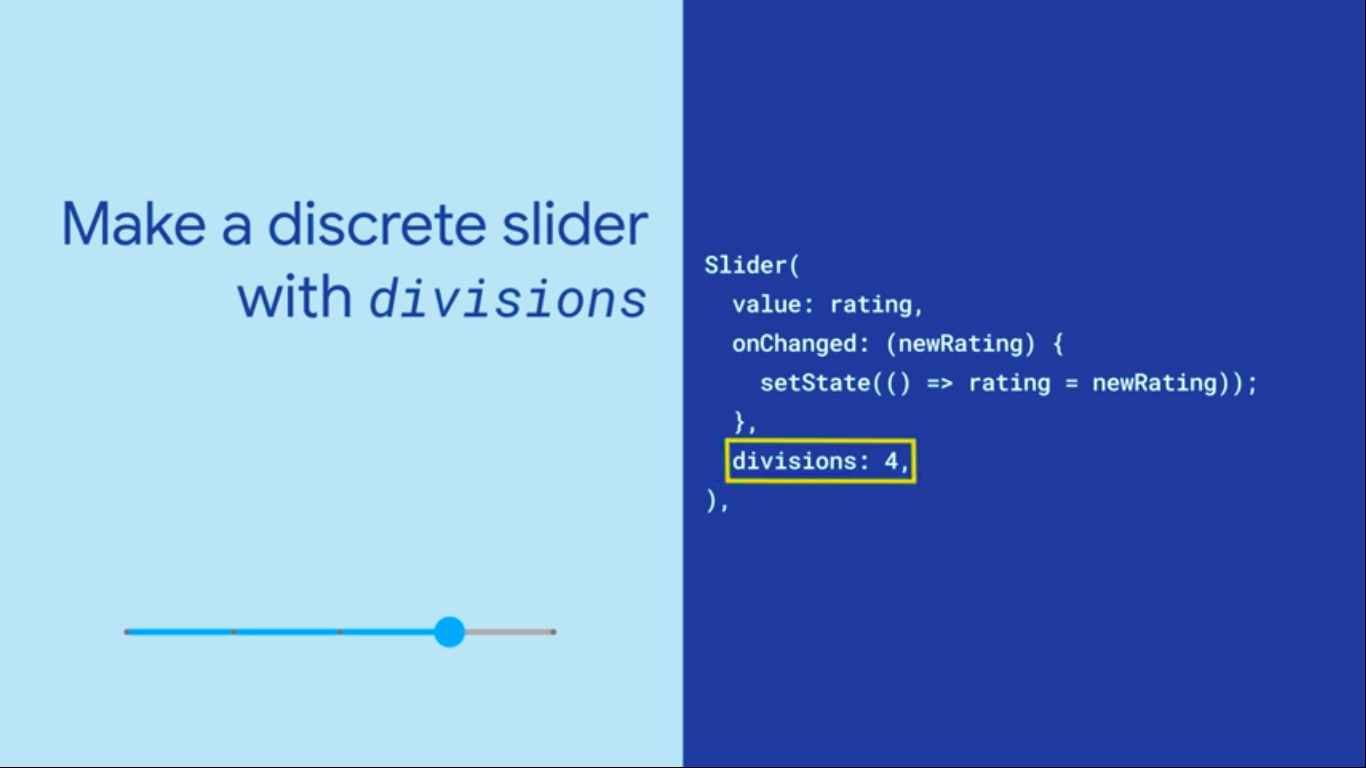 Make a discrete slider
with divisions
Slider(
  value: rating,
  onChanged: (newRating) {
    setState(() => rating = newRating));
  },
  divisions: 4,
),